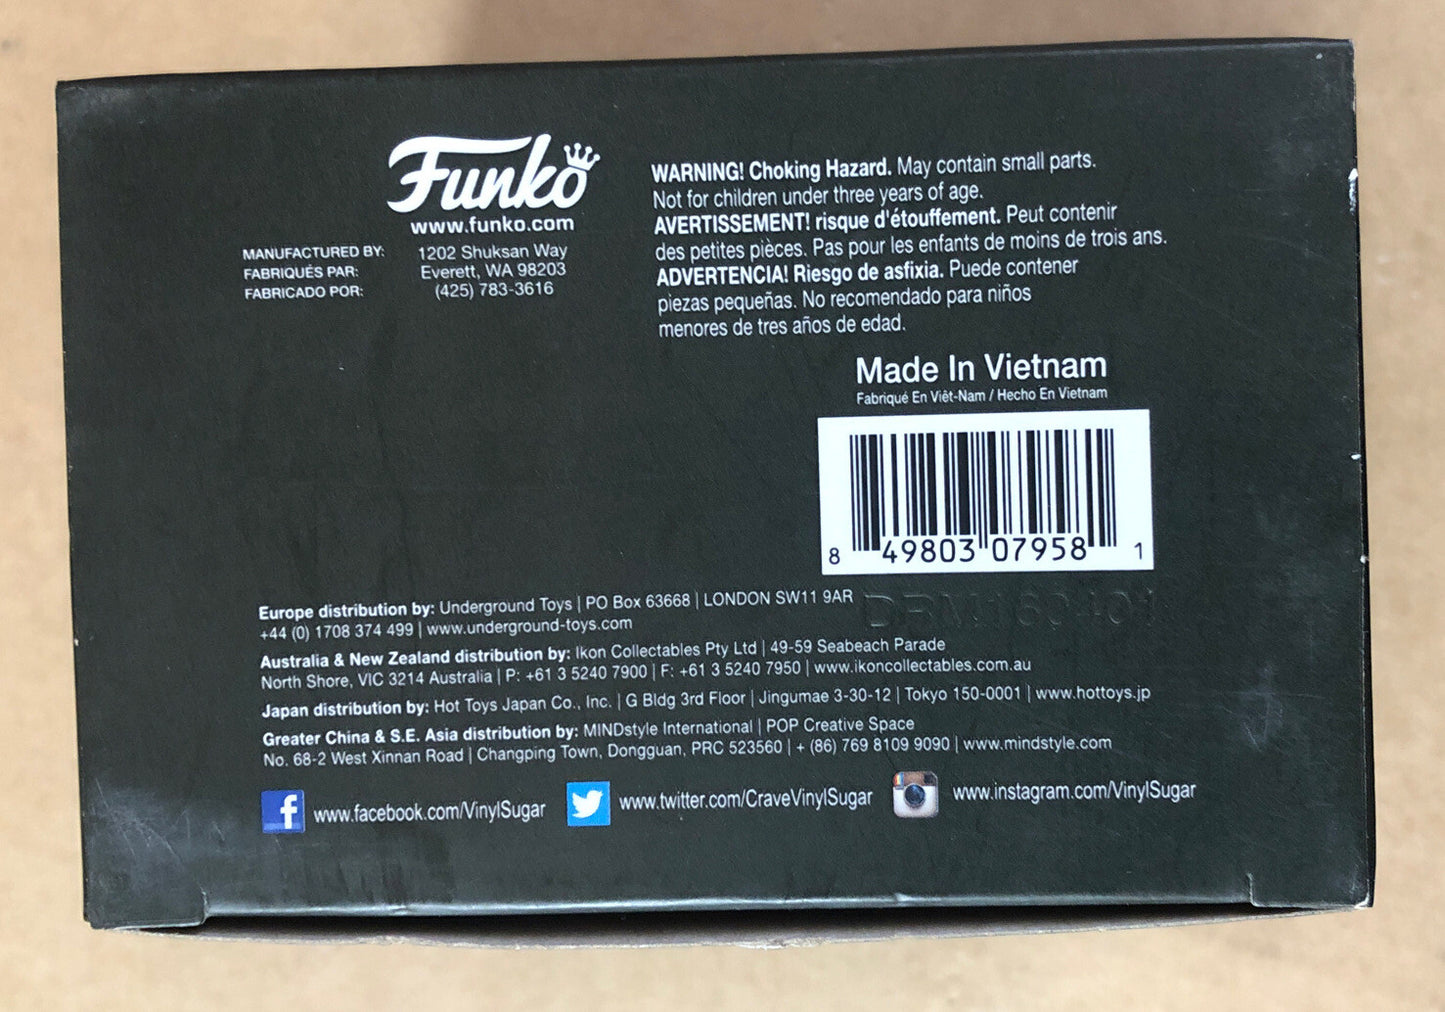 Funko
www.funko.com
MANUFACTURED BY:
FABRIQUÉS PAR:
FABRICADO POR:
1202 Shuksan Way
Everett, WA 98203
(425) 783-3616
WARNING! Choking Hazard. May contain small parts.
Not for children under three years of age.
AVERTISSEMENT! risque d'étouffement. Peut contenir
des petites pièces. Pas pour les enfants de moins de trois ans.
ADVERTENCIA! Riesgo de asfixia. Puede contener
piezas pequeñas. No recomendado para niños
menores de tres años de edad.
Made In Vietnam
Fabriqué En Viêt-Nam / Hecho En Vietnam
8 49803 07958 1
Europe distribution by: Underground Toys | PO Box 63668 | LONDON SW11 9AR
+44 (0) 1708 374 499 | www.underground-toys.com
Australia & New Zealand distribution by: Ikon Collectables Pty Ltd | 49-59 Seabeach Parade
North Shore, VIC 3214 Australia | P: +61 3 5240 7900 | F: +61 3 5240 7950 | www.ikoncollectables.com.au
Japan distribution by: Hot Toys Japan Co., Inc. | G Bldg 3rd Floor | Jingumae 3-30-12 | Tokyo 150-0001 | www.hottoys.jp
Greater China & S.E. Asia distribution by: MINDstyle International | POP Creative Space
No. 68-2 West Xinnan Road | Changping Town, Dongguan, PRC 523560 | + (86) 769 8109 9090 | www.mindstyle.com
www.facebook.com/VinylSugar
www.twitter.com/CraveVinylSugar
www.instagram.com/VinylSugar